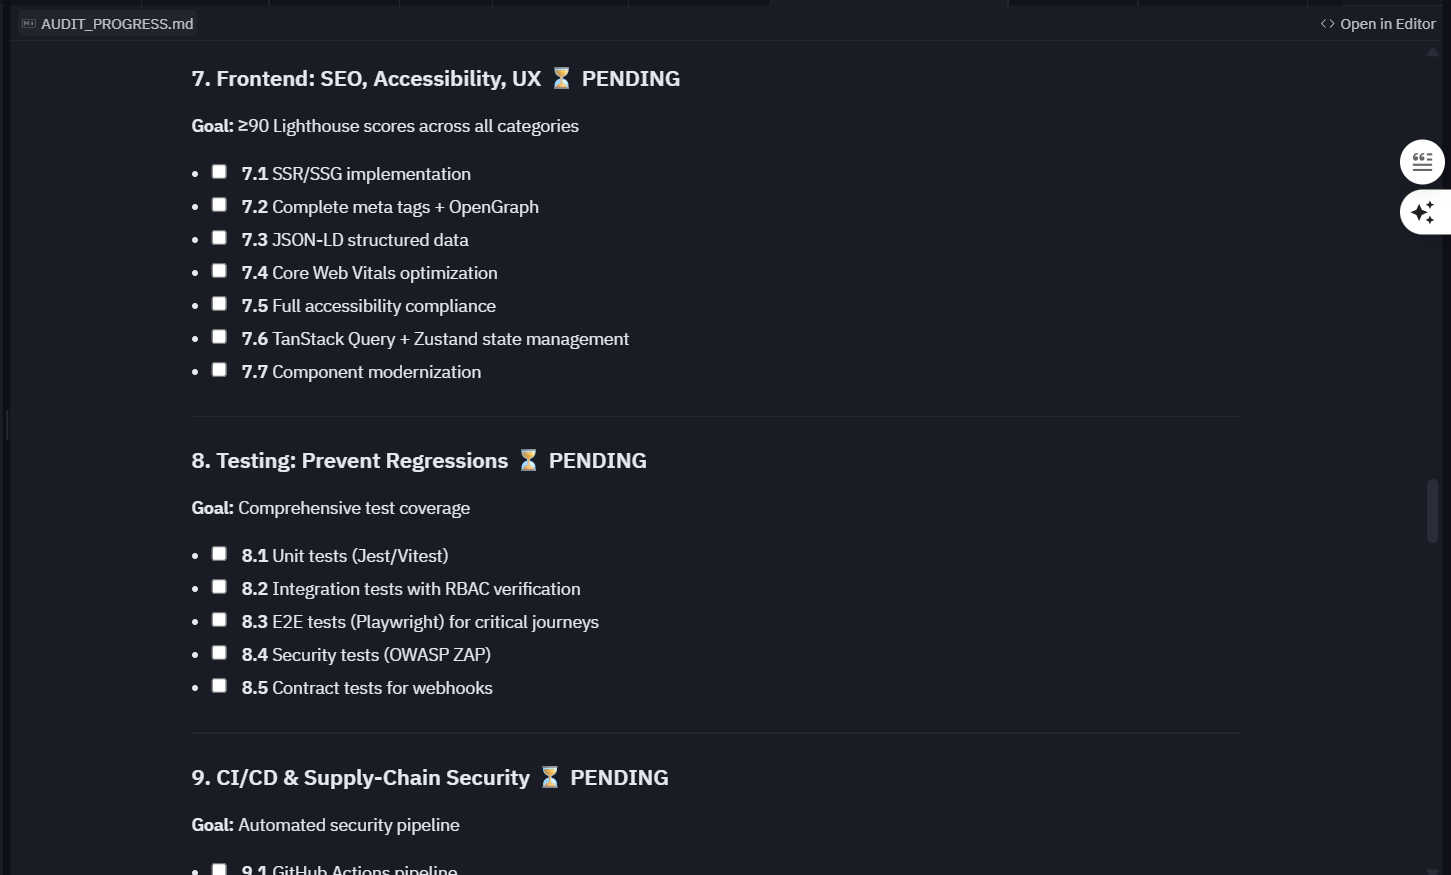 AUDIT_PROGRESS.md
Open in Editor
7. Frontend: SEO, Accessibility, UX ⏳ PENDING
Goal: ≥90 Lighthouse scores across all categories
7.1 SSR/SSG implementation
7.2 Complete meta tags + OpenGraph
7.3 JSON-LD structured data
7.4 Core Web Vitals optimization
7.5 Full accessibility compliance
7.6 TanStack Query + Zustand state management
7.7 Component modernization
8. Testing: Prevent Regressions ⏳ PENDING
Goal: Comprehensive test coverage
8.1 Unit tests (Jest/Vitest)
8.2 Integration tests with RBAC verification
8.3 E2E tests (Playwright) for critical journeys
8.4 Security tests (OWASP ZAP)
8.5 Contract tests for webhooks
9. CI/CD & Supply-Chain Security ⏳ PENDING
Goal: Automated security pipeline
9.1 GitHub Actions pipeline